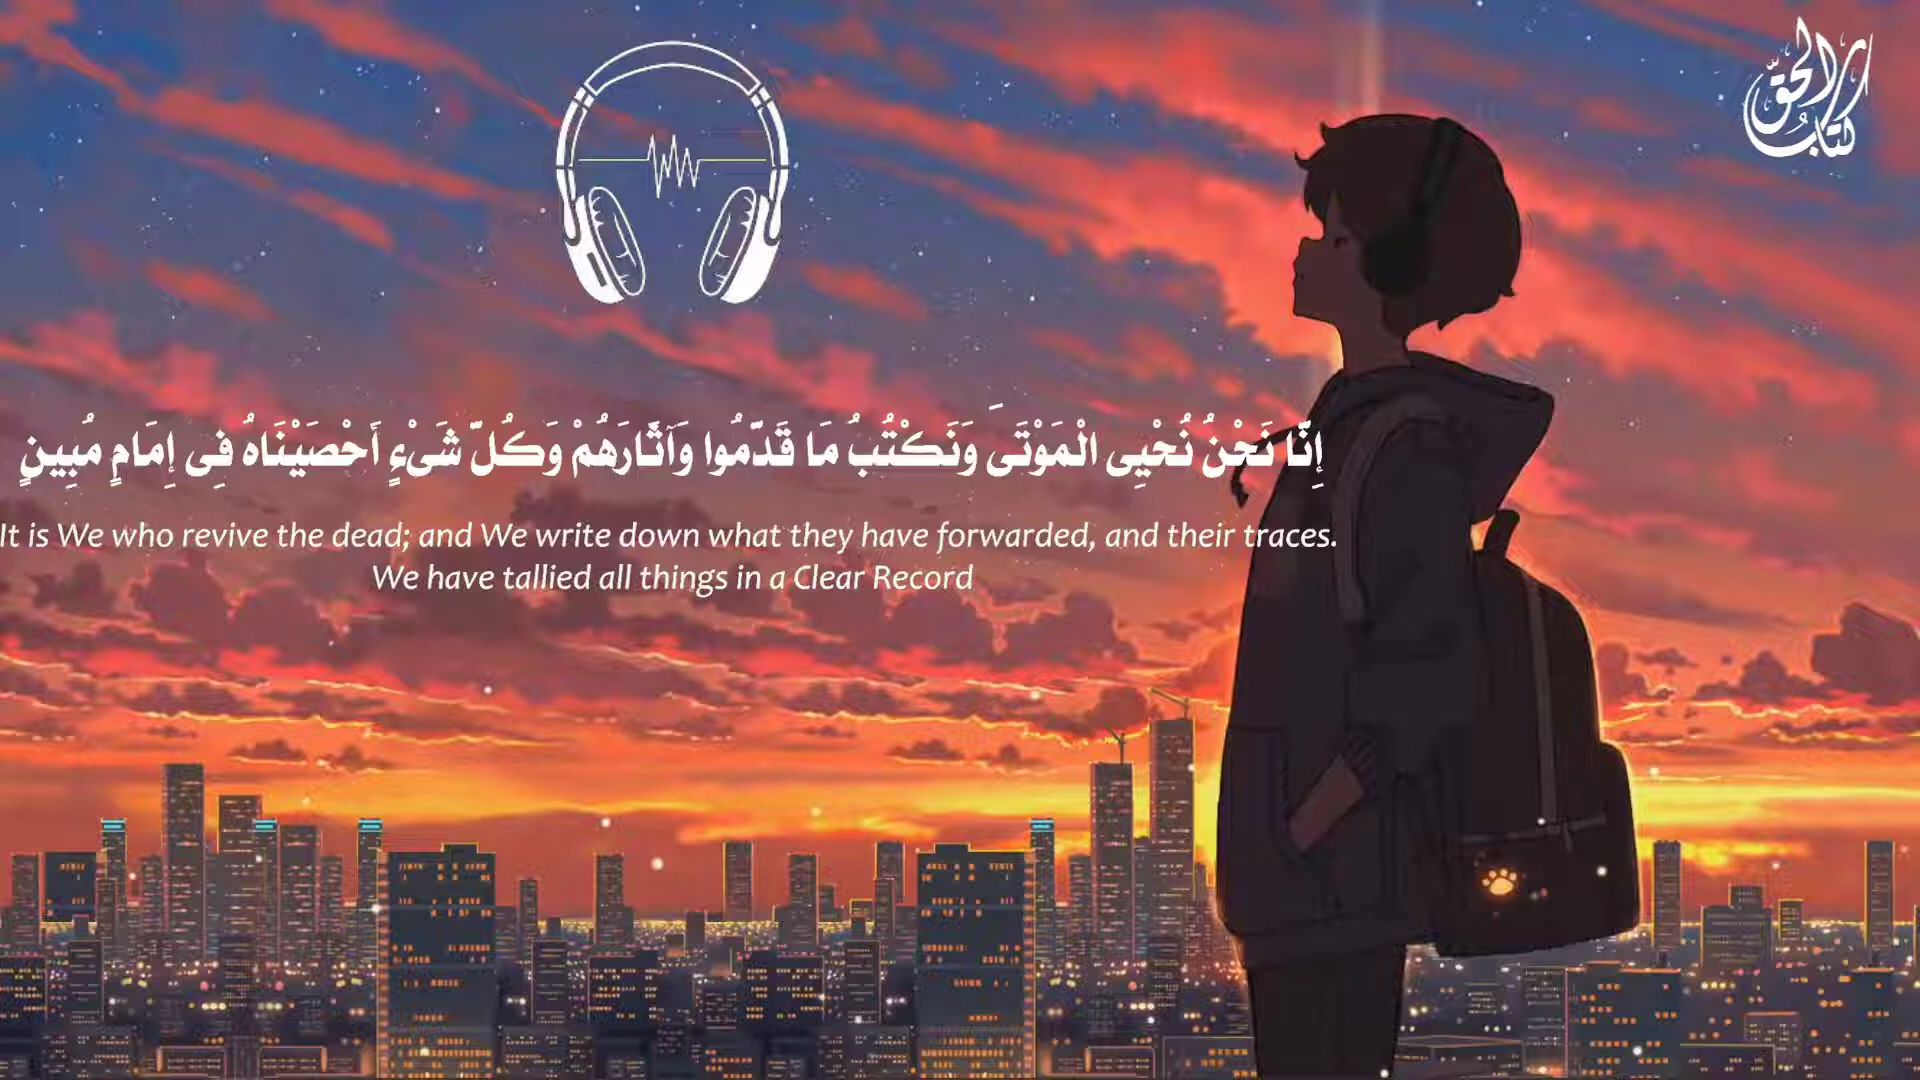 كتاب الحقّ
إِنَّا نَحْنُ نُحْيِى الْمَوْتَىَٰ وَنَكْتُبُ مَا قَدَّمُوا وَآثَارَهُمْ وَكُلَّ شَىْءٍ أَحْصَيْنَاهُ فِى إِمَامٍ مُبِينٍ
It is We who revive the dead; and We write down what they have forwarded, and their traces.
We have tallied all things in a Clear Record